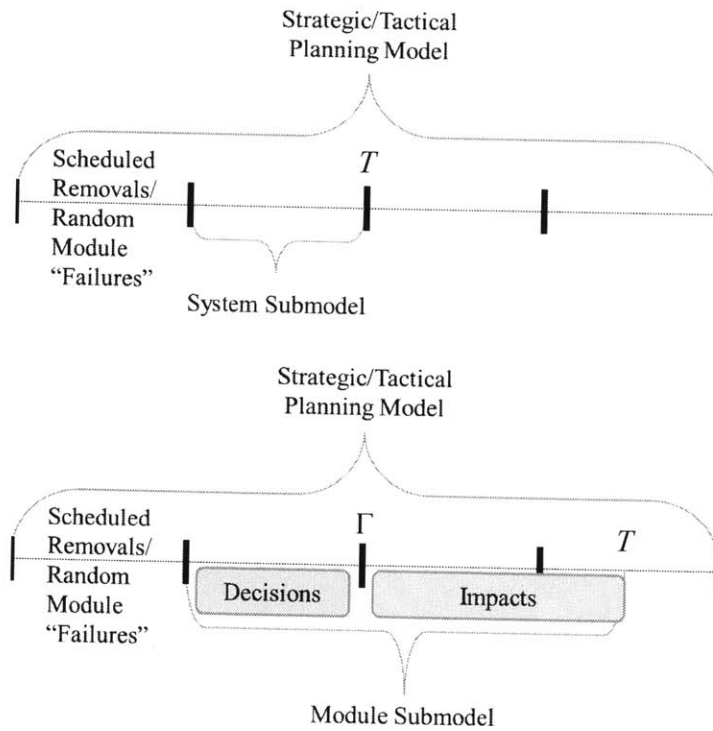 Strategic/Tactical
Planning Model
Scheduled
Removals/
Random
Module
“Failures”
T
System Submodel
Strategic/Tactical
Planning Model
Scheduled
Removals/
Random
Module
“Failures”
Γ
T
Decisions
Impacts
Module Submodel